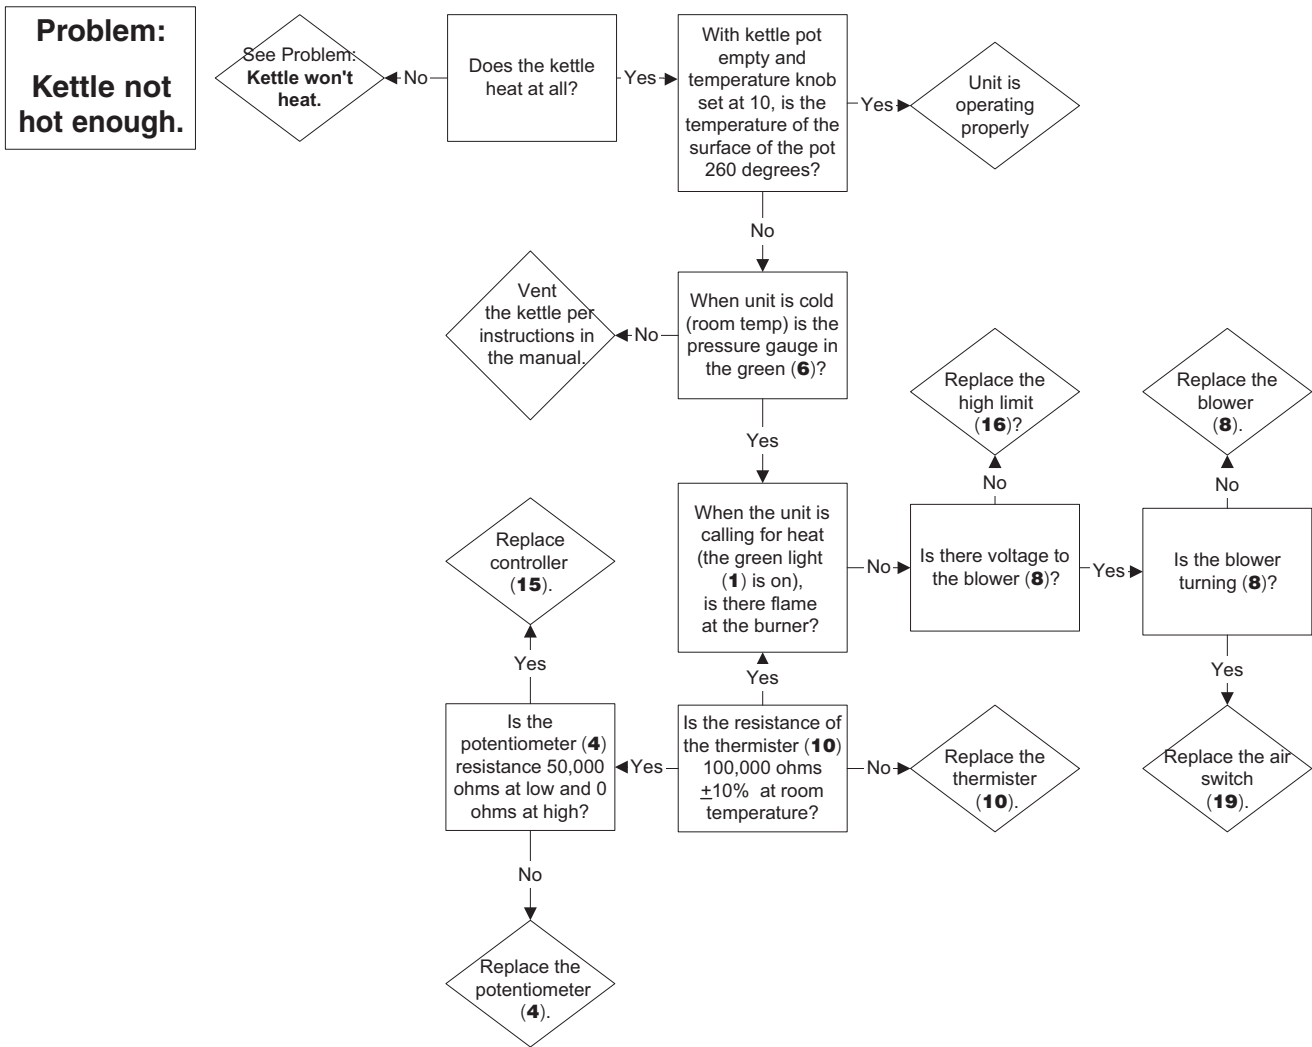 Problem:
Kettle not
hot enough.
See Problem:
Kettle won't
heat.
No
Does the kettle
heat at all?
Yes
With kettle pot
empty and
temperature knob
set at 10, is the
temperature of the
surface of the pot
260 degrees?
Yes
Unit is
operating
properly
No
Vent
the kettle per
instructions in
the manual.
No
When unit is cold
(room temp) is the
pressure gauge in
the green (6)?
Yes
Replace the
high limit
(16)?
Replace the
blower
(8).
No
No
Replace
controller
(15).
When the unit is
calling for heat
(the green light
(1) is on),
is there flame
at the burner?
No
Is there voltage to
the blower (8)?
Yes
Is the blower
turning (8)?
Yes
Yes
Yes
Is the
potentiometer (4)
resistance 50,000
ohms at low and 0
ohms at high?
Yes
Is the resistance of
the thermister (10)
100,000 ohms
±10% at room
temperature?
No
Replace the
thermister
(10).
Replace the air
switch
(19).
No
Replace the
potentiometer
(4).